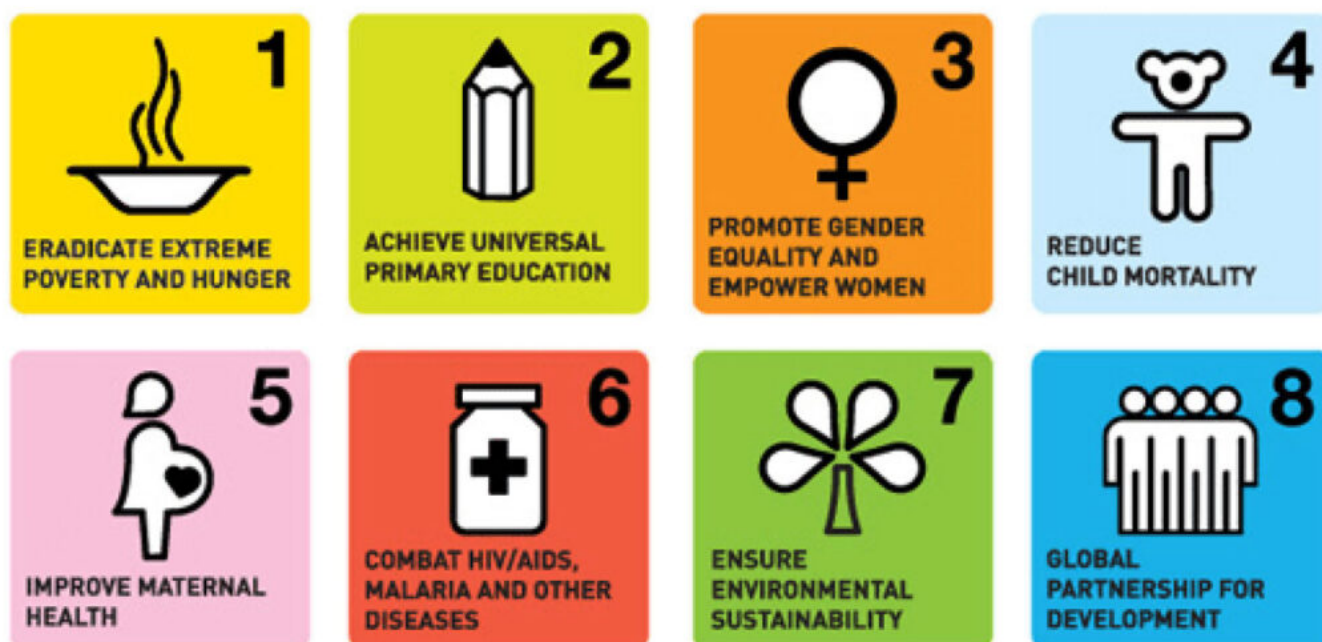 1
ERADICATE EXTREME
POVERTY AND HUNGER
2
ACHIEVE UNIVERSAL
PRIMARY EDUCATION
3
PROMOTE GENDER
EQUALITY AND
EMPOWER WOMEN
4
REDUCE
CHILD MORTALITY
5
IMPROVE MATERNAL
HEALTH
6
COMBAT HIV/AIDS,
MALARIA AND OTHER
DISEASES
7
ENSURE
ENVIRONMENTAL
SUSTAINABILITY
8
GLOBAL
PARTNERSHIP FOR
DEVELOPMENT